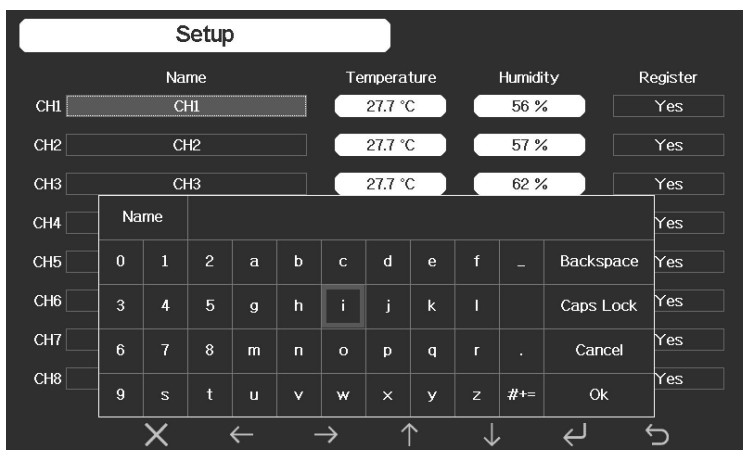 Setup
Name Temperature Humidity Register
CH1 CH1 27.7 °C 56 % Yes
CH2 CH2 27.7 °C 57 % Yes
CH3 CH3 27.7 °C 62 % Yes
CH4 Name Yes
CH5 0 1 2 a b c d e f _ Backspace Yes
CH6 3 4 5 g h i j k l Caps Lock Yes
CH7 6 7 8 m n o p q r . Cancel Yes
CH8 9 s t u v w x y z #+= Ok Yes